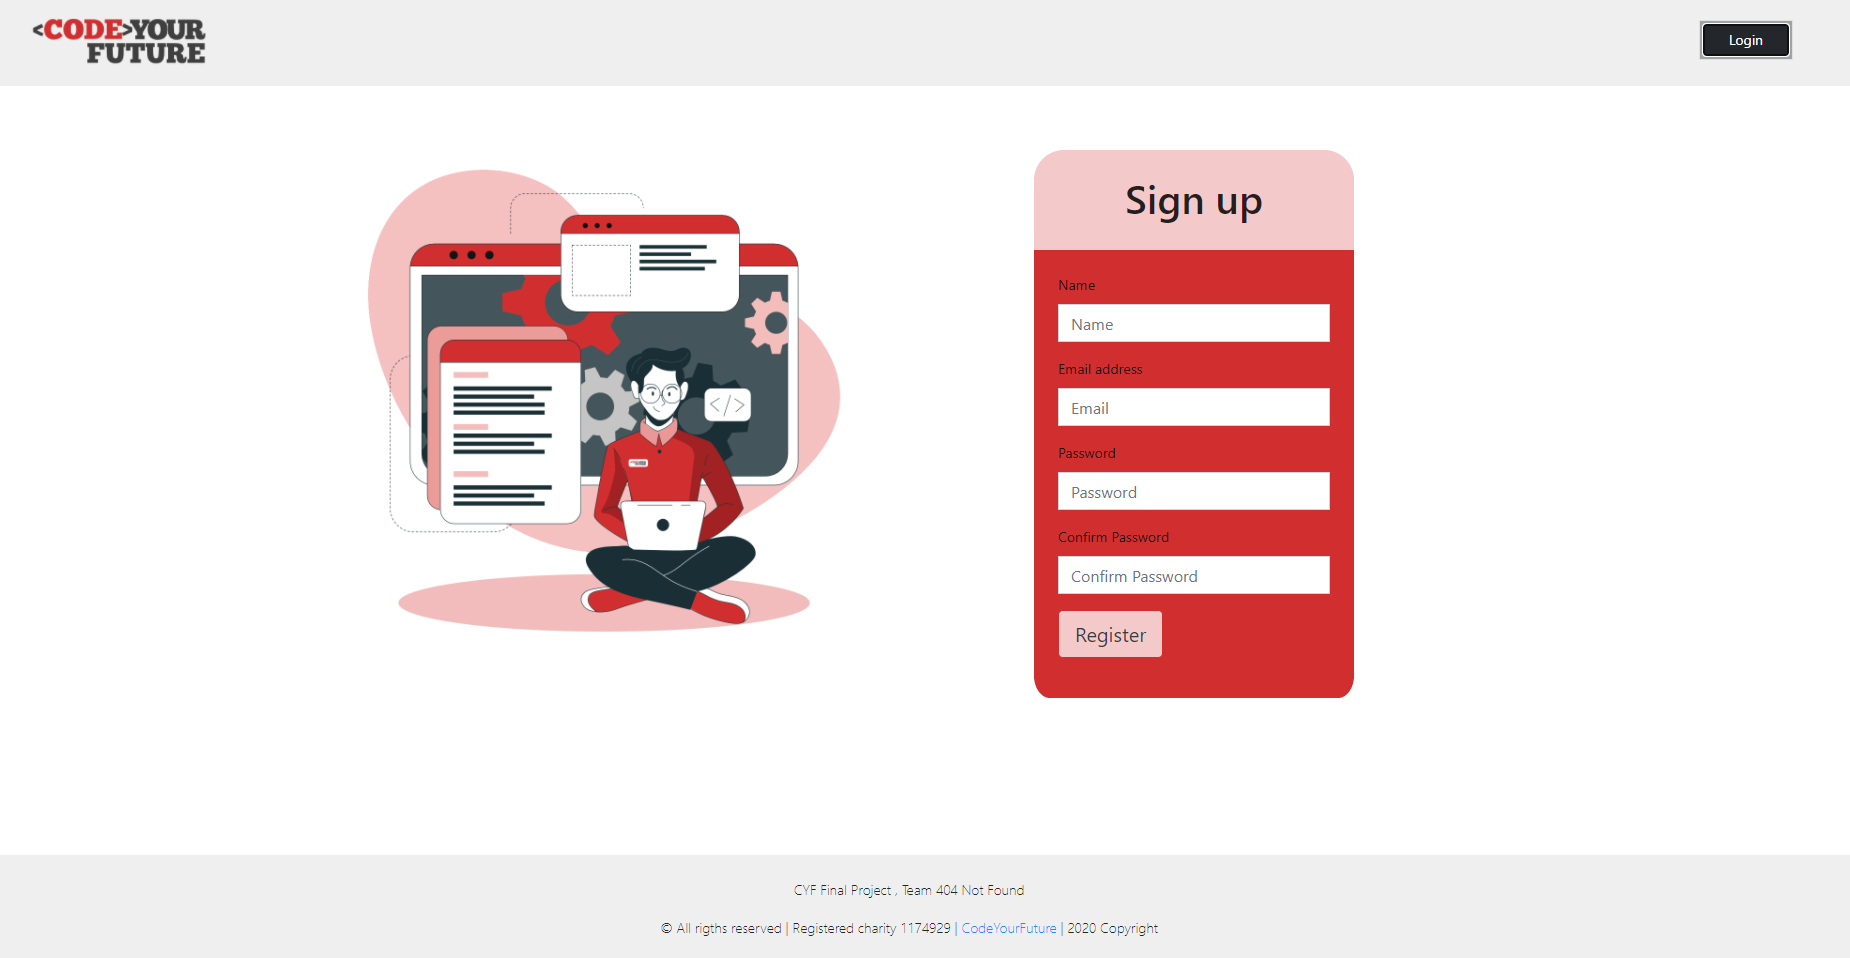 <CODE>YOUR
FUTURE
Login
Sign up
Name
Name
Email address
Email
Password
Password
Confirm Password
Confirm Password
Register
</>
CYF Final Project , Team 404 Not Found
© All rigths reserved | Registered charity 1174929 | CodeYourFuture | 2020 Copyright